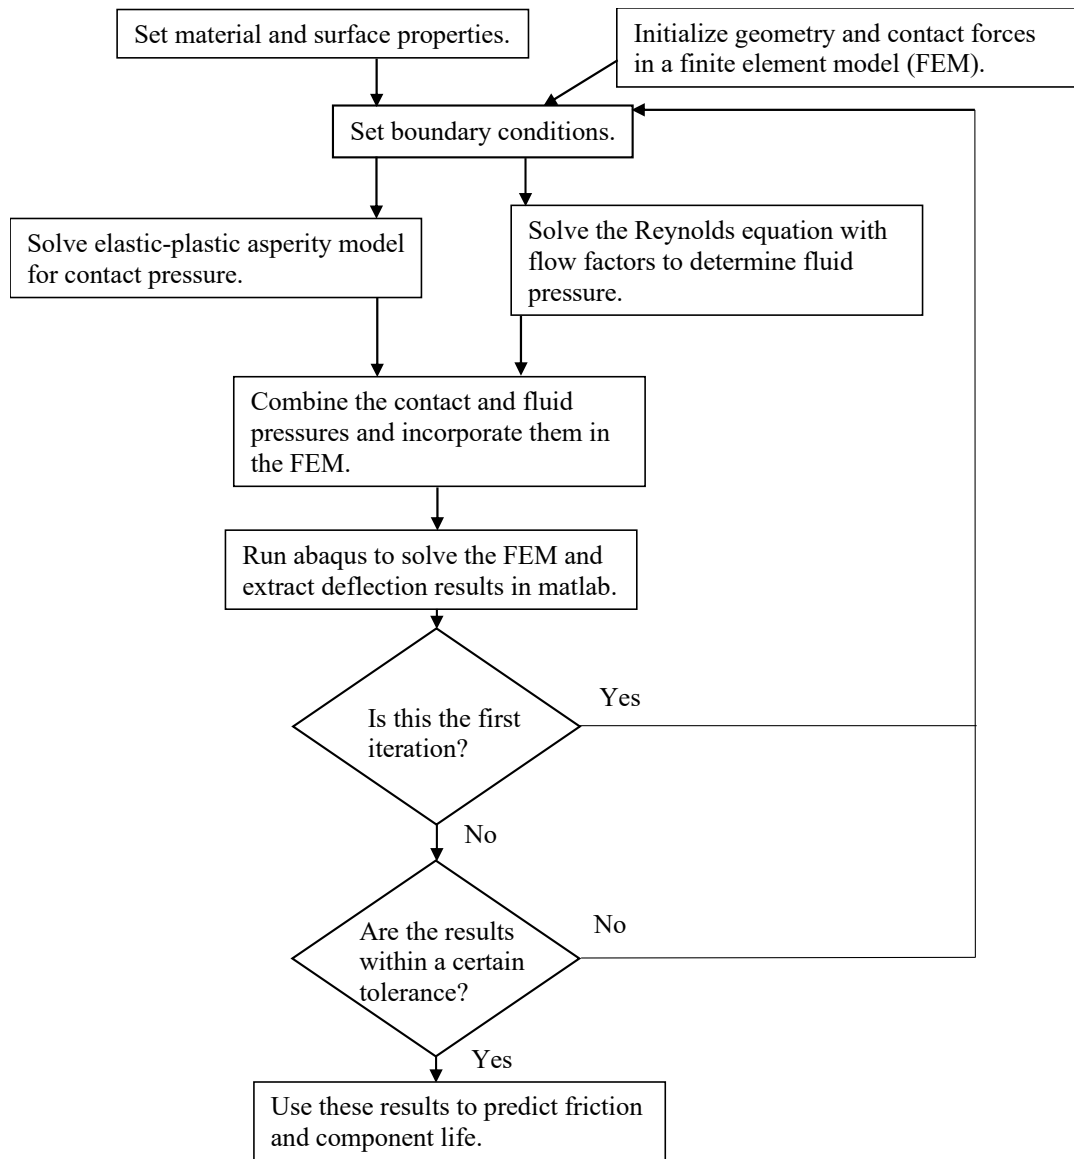 Set material and surface properties.
Initialize geometry and contact forces
in a finite element model (FEM).
Set boundary conditions.
Solve elastic-plastic asperity model
for contact pressure.
Solve the Reynolds equation with
flow factors to determine fluid
pressure.
Combine the contact and fluid
pressures and incorporate them in
the FEM.
Run abaqus to solve the FEM and
extract deflection results in matlab.
Is this the first
iteration?
Yes
No
Are the results
within a certain
tolerance?
No
Yes
Use these results to predict friction
and component life.